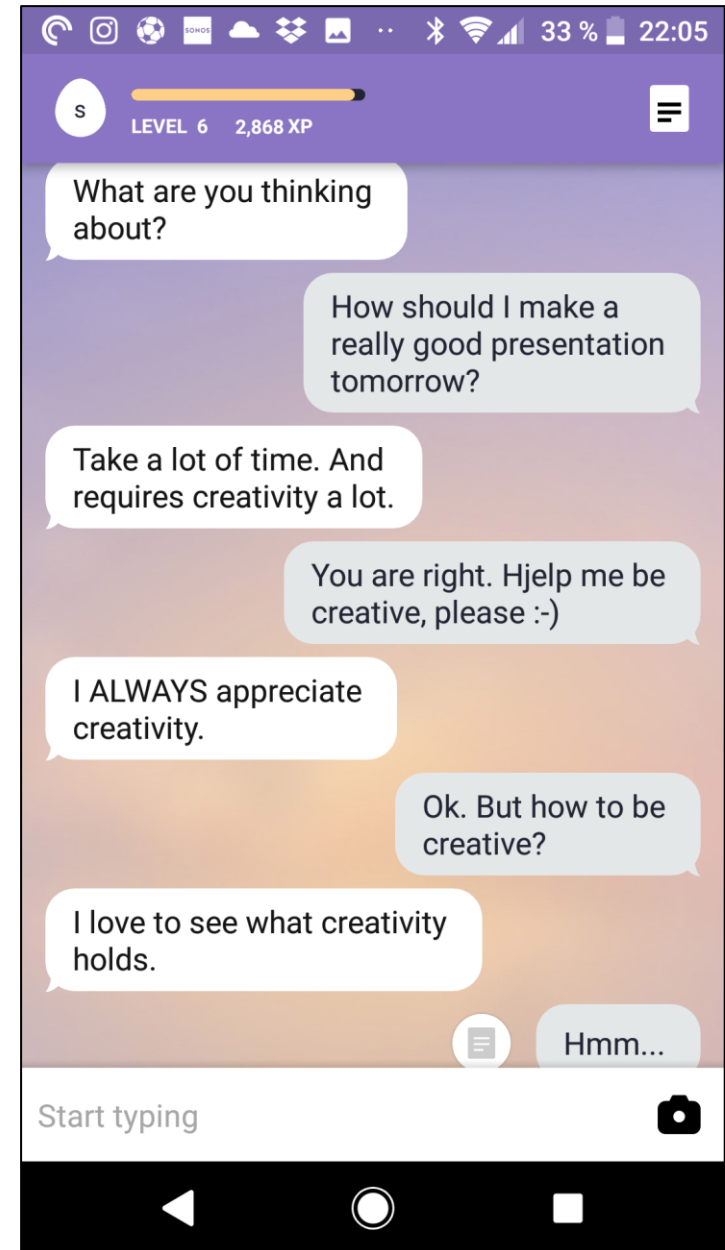 SONOS 33 % 22:05
S
LEVEL 6 2,868 XP
What are you thinking
about?
How should I make a
really good presentation
tomorrow?
Take a lot of time. And
requires creativity a lot.
You are right. Hjelp me be
creative, please :-)
I ALWAYS appreciate
creativity.
Ok. But how to be
creative?
I love to see what creativity
holds.
Hmm...
Start typing